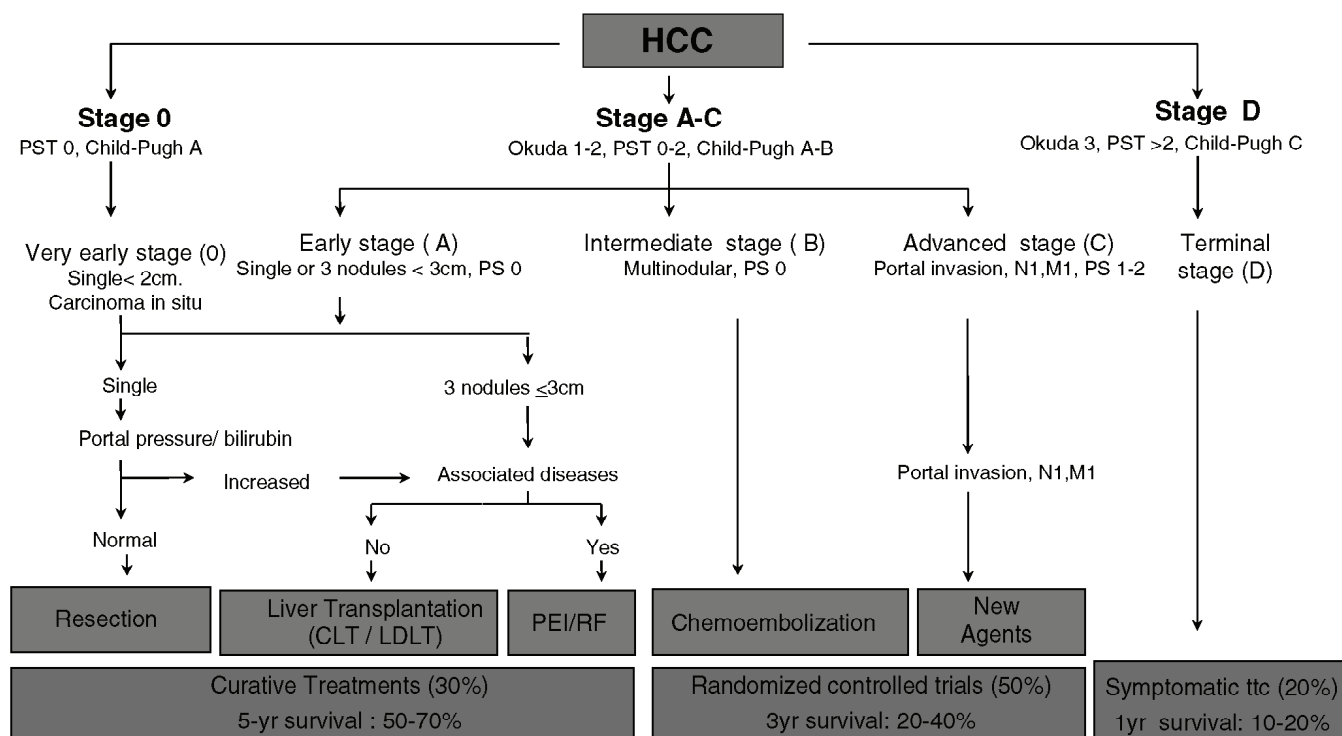 HCC
Stage 0
PST 0, Child-Pugh A
Stage A-C
Okuda 1-2, PST 0-2, Child-Pugh A-B
Stage D
Okuda 3, PST >2, Child-Pugh C
Very early stage (0)
Single< 2cm.
Carcinoma in situ
Early stage ( A)
Single or 3 nodules < 3cm, PS 0
Intermediate stage ( B)
Multinodular, PS 0
Advanced stage (C)
Portal invasion, N1,M1, PS 1-2
Terminal
stage (D)
Single
3 nodules ≤3cm
Portal pressure/ bilirubin
Increased
Associated diseases
Portal invasion, N1,M1
Normal
No
Yes
Resection
Liver Transplantation
(CLT / LDLT)
PEI/RF
Chemoembolization
New
Agents
Curative Treatments (30%)
5-yr survival : 50-70%
Randomized controlled trials (50%)
3yr survival: 20-40%
Symptomatic ttc (20%)
1yr survival: 10-20%